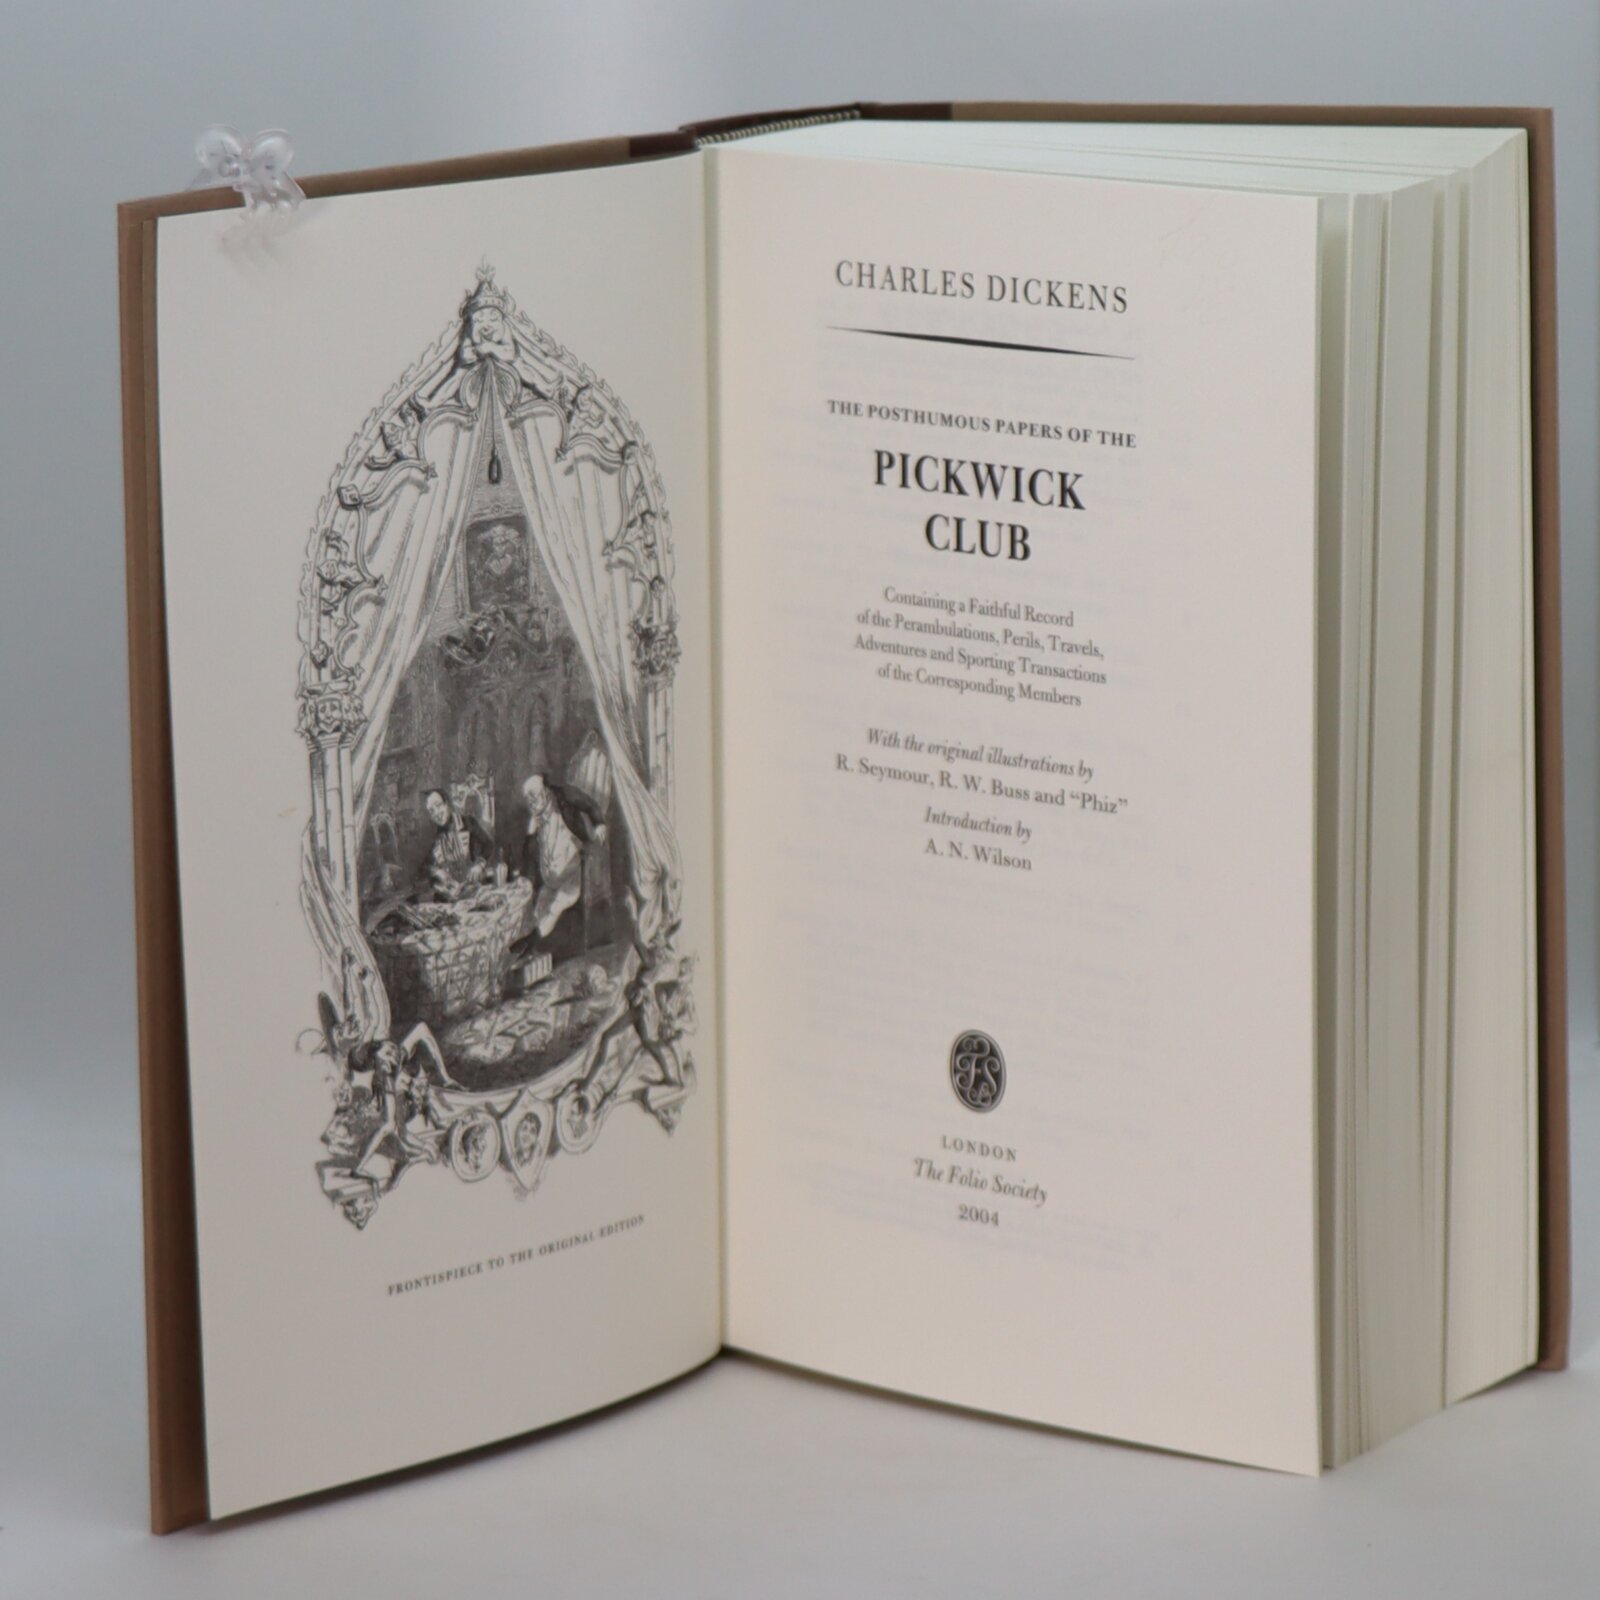 FRONTISPIECE TO THE ORIGINAL EDITION
CHARLES DICKENS
THE POSTHUMOUS PAPERS OF THE
PICKWICK
CLUB
Containing a Faithful Record
of the Perambulations, Perils, Travels,
Adventures and Sporting Transactions
of the Corresponding Members
With the original illustrations by
R. Seymour, R. W. Buss and “Phiz”
Introduction by
A. N. Wilson
FS
LONDON
The Folio Society
2004